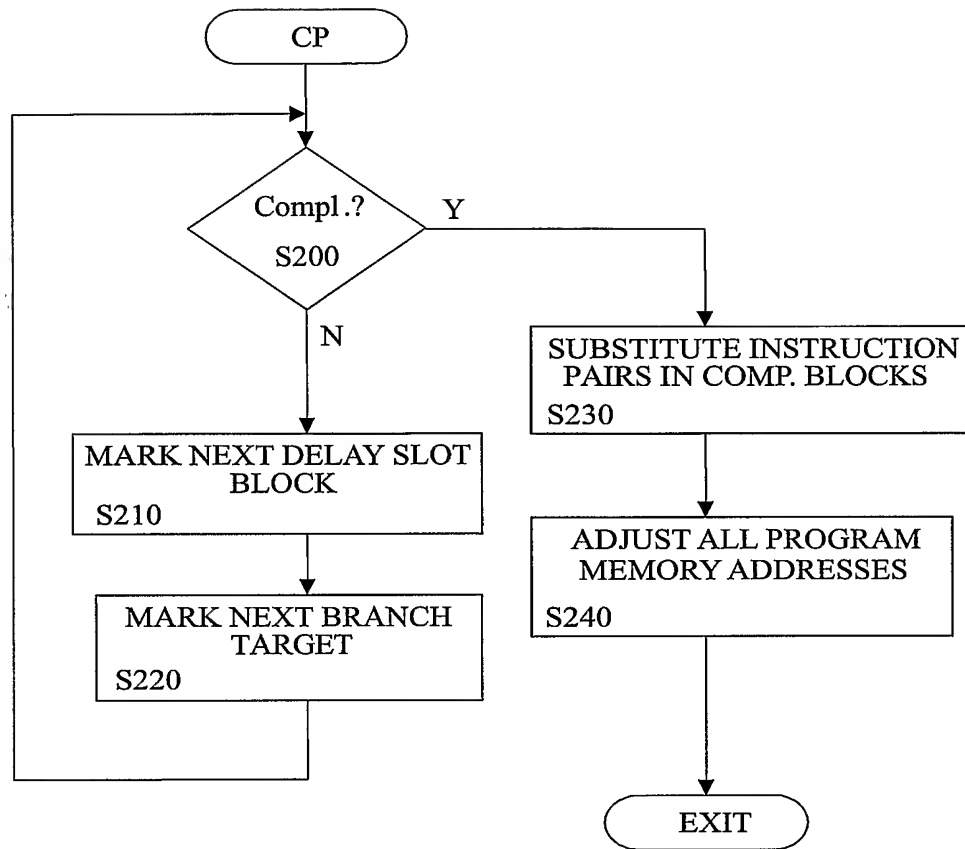 CP
Compl.?
S200
Y
N
SUBSTITUTE INSTRUCTION
PAIRS IN COMP. BLOCKS
S230
MARK NEXT DELAY SLOT
BLOCK
S210
ADJUST ALL PROGRAM
MEMORY ADDRESSES
S240
MARK NEXT BRANCH
TARGET
S220
EXIT